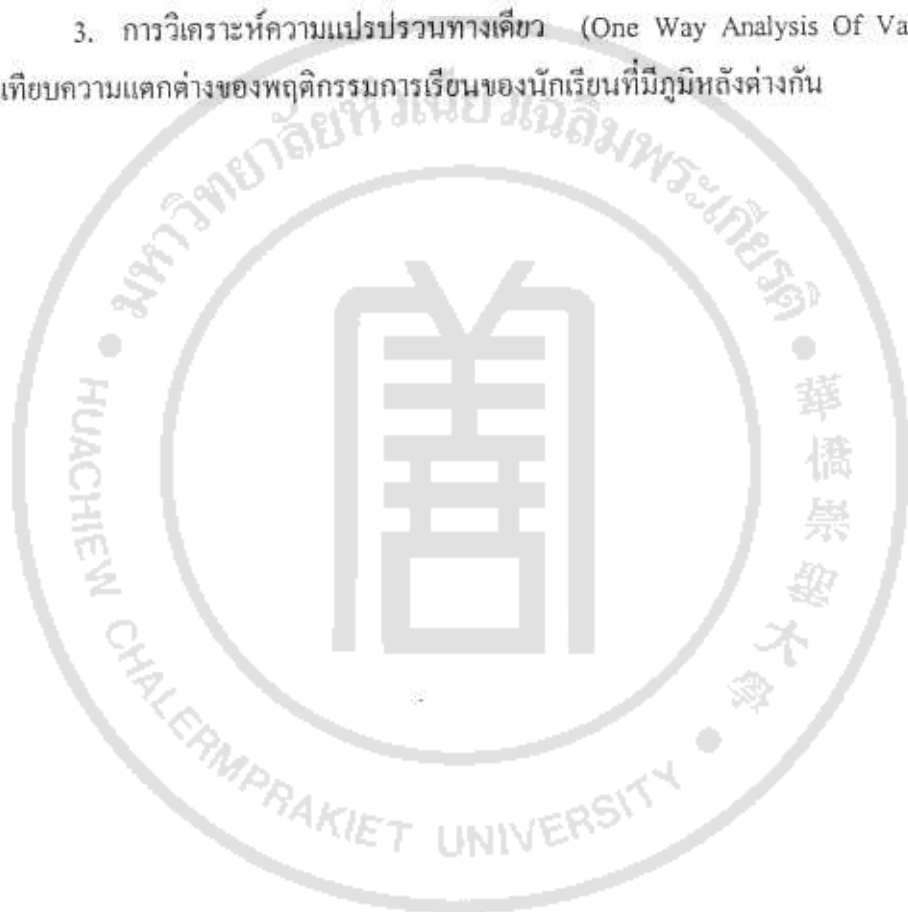 3. การวิเคราะห์ความแปรปรวนทางเดียว (One Way Analysis Of Va
เทียบความแตกต่างของพฤติกรรมการเรียนของนักเรียนที่มีภูมิหลังต่างกัน
มหาวิทยาลัยหัวเฉียวเฉลิมพระเกียรติ
華僑崇聖大學
HUACHIEW CHALERMPRAKIET UNIVERSITY